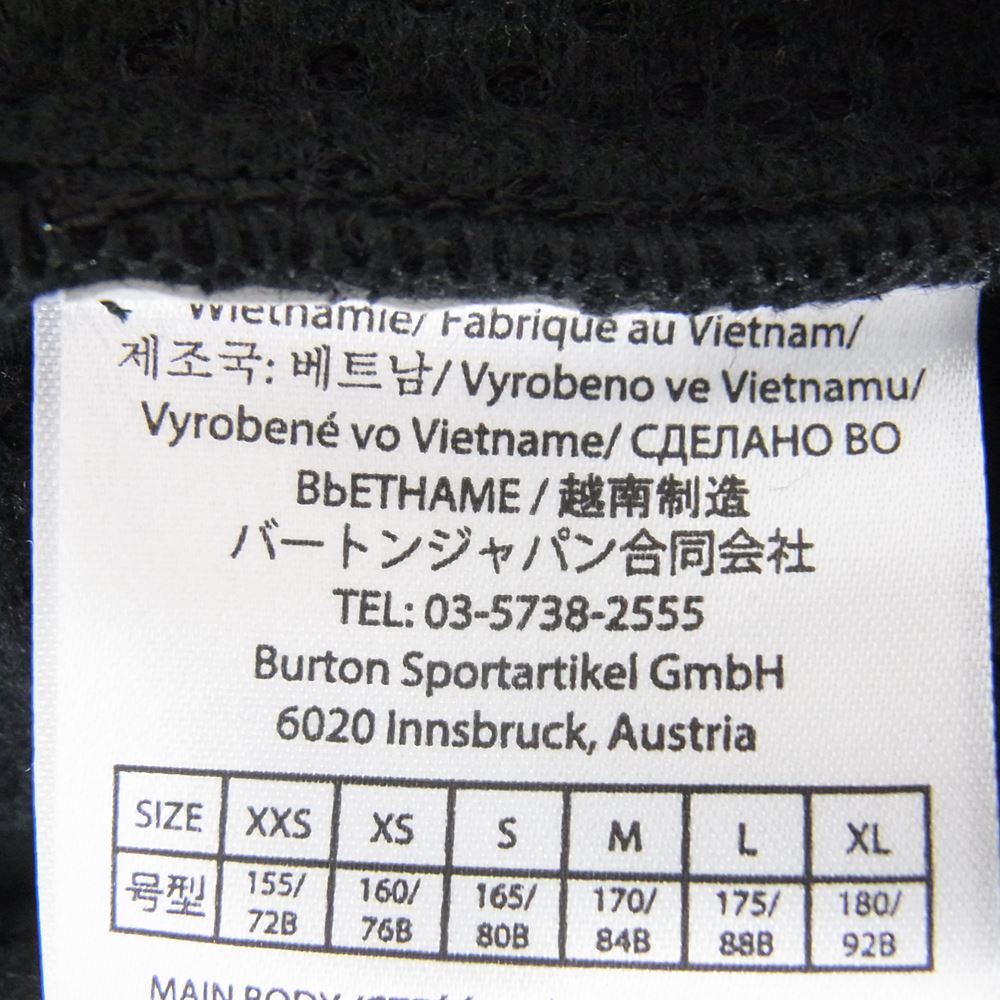 Wietnamie/ Fabriqué au Vietnam/
제조국: 베트남/ Vyrobeno ve Vietnamu/
Vyrobené vo Vietname/ СДЕЛАНО ВО
ВЬЕТНАМЕ / 越南制造
バートンジャパン合同会社
TEL: 03-5738-2555
Burton Sportartikel GmbH
6020 Innsbruck, Austria
SIZE XXS XS S M L XL
号型 155/ 160/ 165/ 170/ 175/ 180/
72B 76B 80B 84B 88B 92B
MAIN BODY